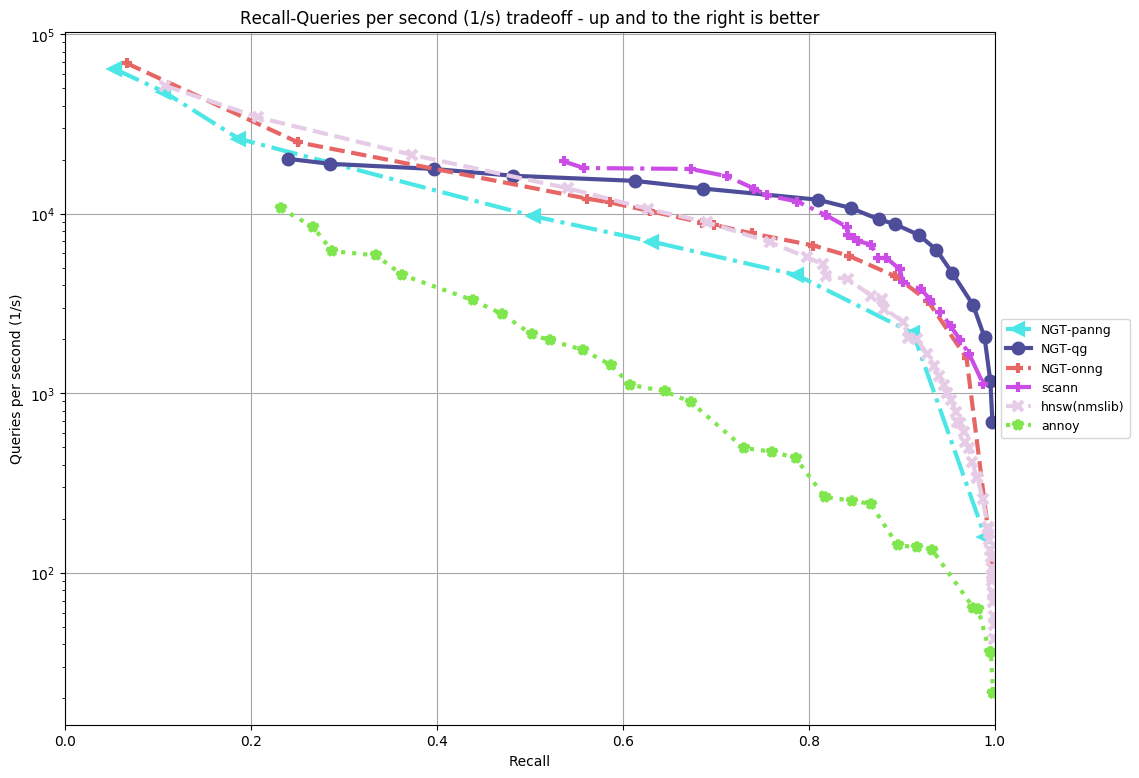 Recall-Queries per second (1/s) tradeoff - up and to the right is better
Queries per second (1/s)
10^5
10^4
10^3
10^2
0.0 0.2 0.4 0.6 0.8 1.0
Recall
NGT-panng
NGT-qg
NGT-onng
scann
hnsw(nmslib)
annoy